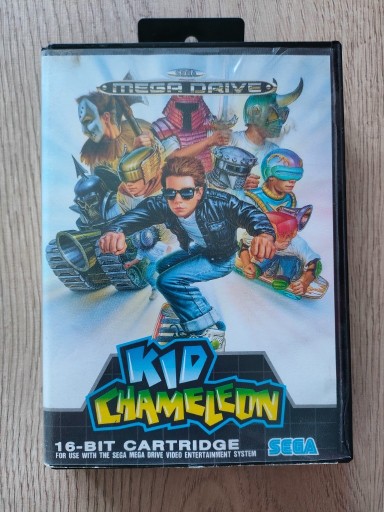 SEGA
MEGA DRIVE
KID
CHAMELEON
16-BIT CARTRIDGE
FOR USE WITH THE SEGA MEGA DRIVE VIDEO ENTERTAINMENT SYSTEM
SEGA